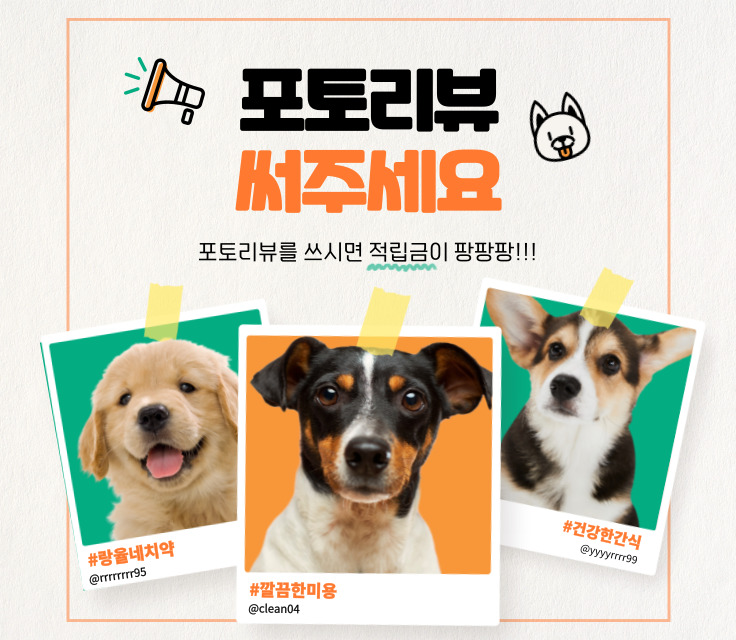 포토리뷰
써주세요
포토리뷰를 쓰시면 적립금이 팡팡팡!!!
#랑율네치약
@rrrrrrrr95
#깔끔한미용
@clean04
#건강한간식
@yyyyrrrr99